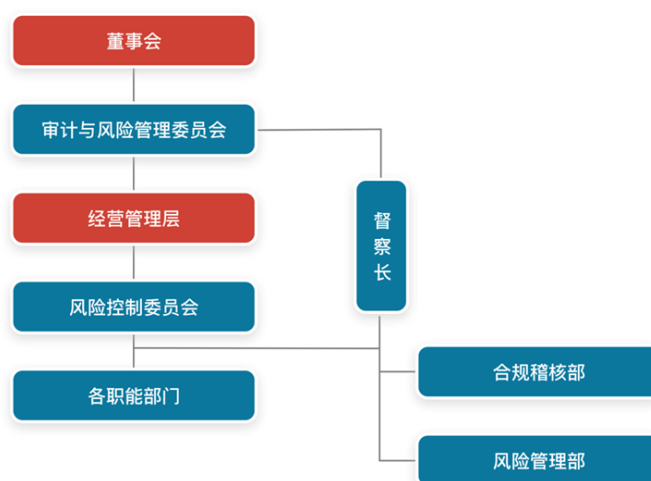 董事会
审计与风险管理委员会
经营管理层
督察长
风险控制委员会
合规稽核部
各职能部门
风险管理部